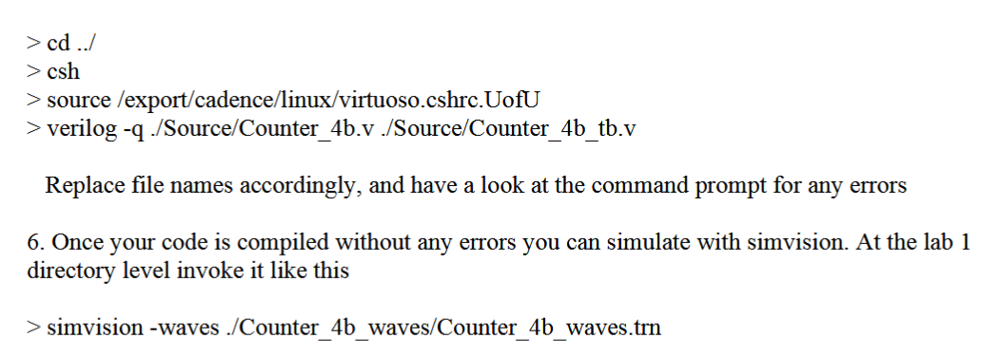 > cd ../
> csh
> source /export/cadence/linux/virtuoso.cshrc.UofU
> verilog -q ./Source/Counter_4b.v ./Source/Counter_4b_tb.v
Replace file names accordingly, and have a look at the command prompt for any errors
6. Once your code is compiled without any errors you can simulate with simvision. At the lab 1
directory level invoke it like this
> simvision -waves ./Counter_4b_waves/Counter_4b_waves.trn